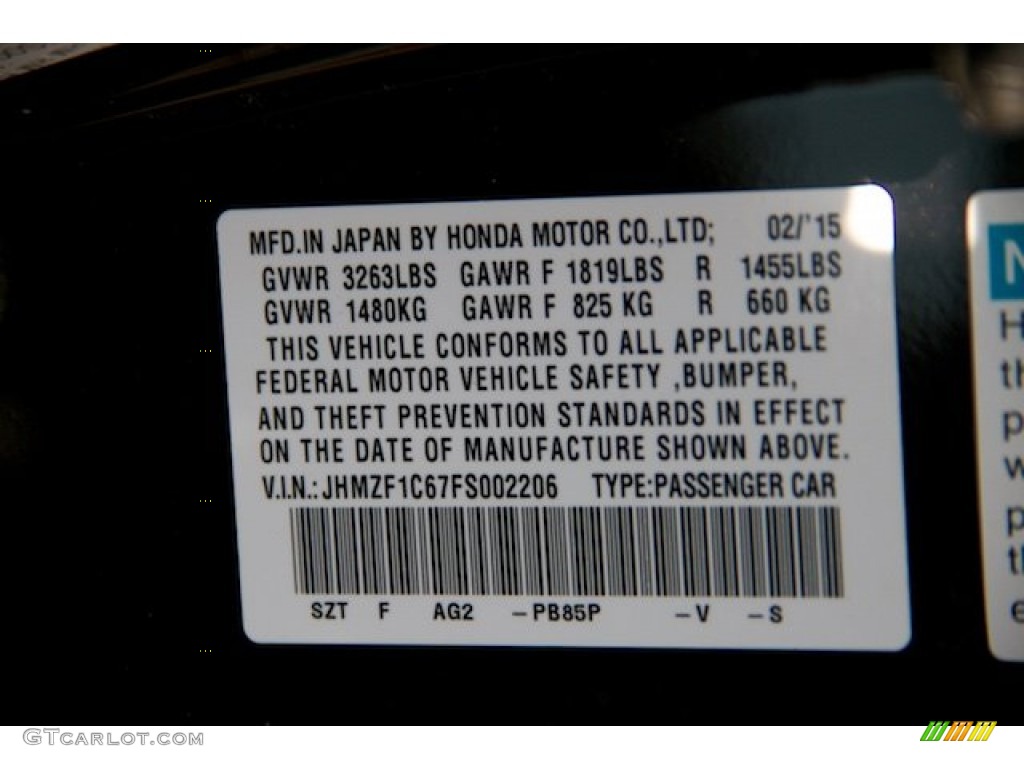 MFD.IN JAPAN BY HONDA MOTOR CO.,LTD; 02/'15
GVWR 3263LBS GAWR F 1819LBS R 1455LBS
GVWR 1480KG GAWR F 825 KG R 660 KG
THIS VEHICLE CONFORMS TO ALL APPLICABLE
FEDERAL MOTOR VEHICLE SAFETY ,BUMPER,
AND THEFT PREVENTION STANDARDS IN EFFECT
ON THE DATE OF MANUFACTURE SHOWN ABOVE.
V.I.N.:JHMZF1C67FS002206 TYPE:PASSENGER CAR
SZT F AG2 –PB85P –V –S
GTCarlot.com